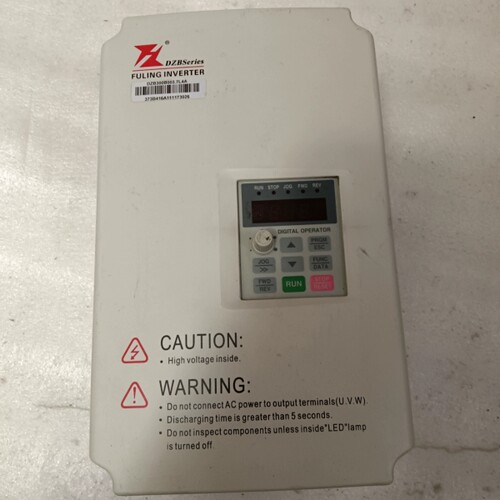 DZBSeries
FULING INVERTER
RUN STOP JOG FWD REV
DIGITAL OPERATOR
PROG
ESC
JOG
FUNC
DATA
FWD
REV
RUN
STOP
RESET
CAUTION:
• High voltage inside.
WARNING:
• Do not connect AC power to output terminals(U.V.W).
• Discharging time is greater than 5 seconds.
• Do not inspect components unless inside"LED"lamp
is turned off.